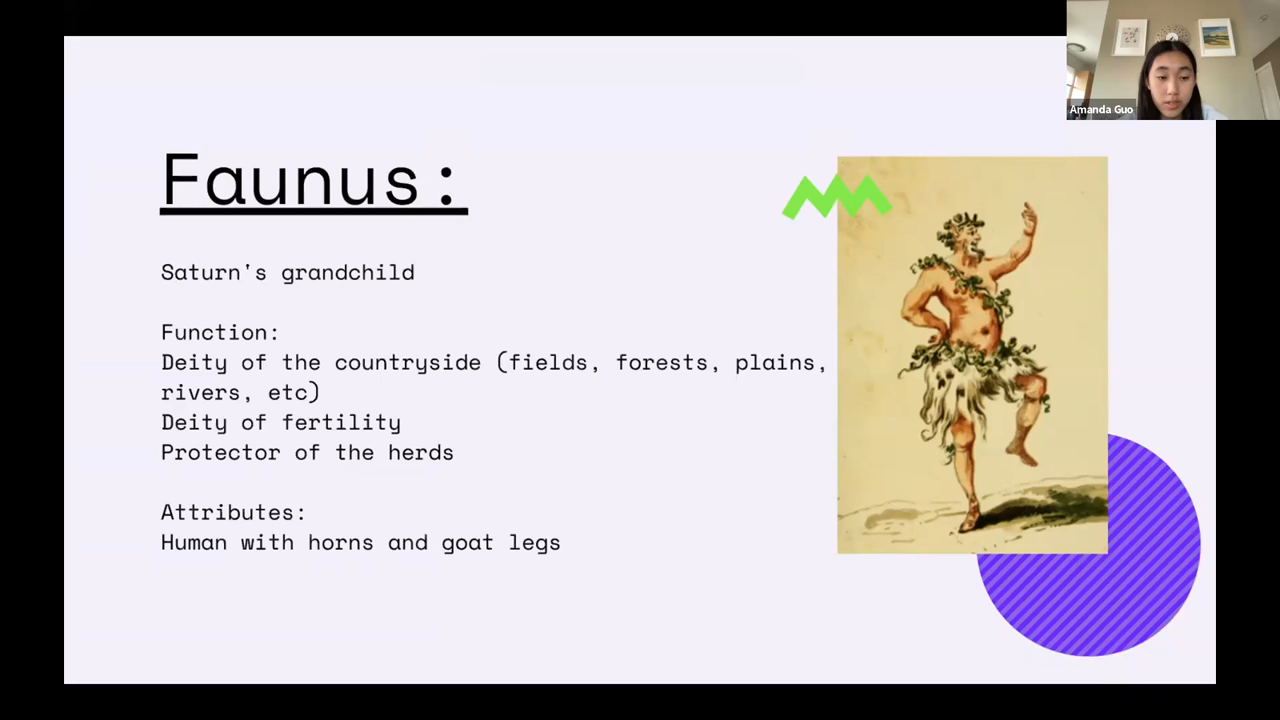 Amanda Guo
Faunus:
Saturn's grandchild
Function:
Deity of the countryside (fields, forests, plains,
rivers, etc)
Deity of fertility
Protector of the herds
Attributes:
Human with horns and goat legs